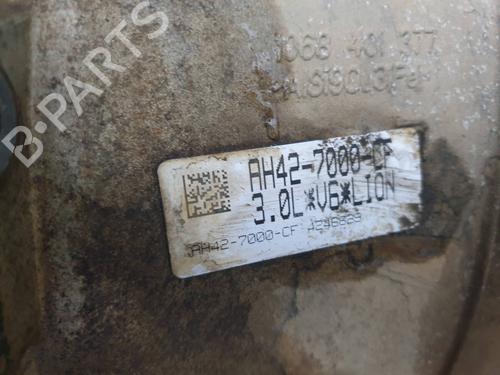 1068 401 377
AH42-7000-CF
3.0L*V6*LION
AH42-7000-CF
B-PARTS